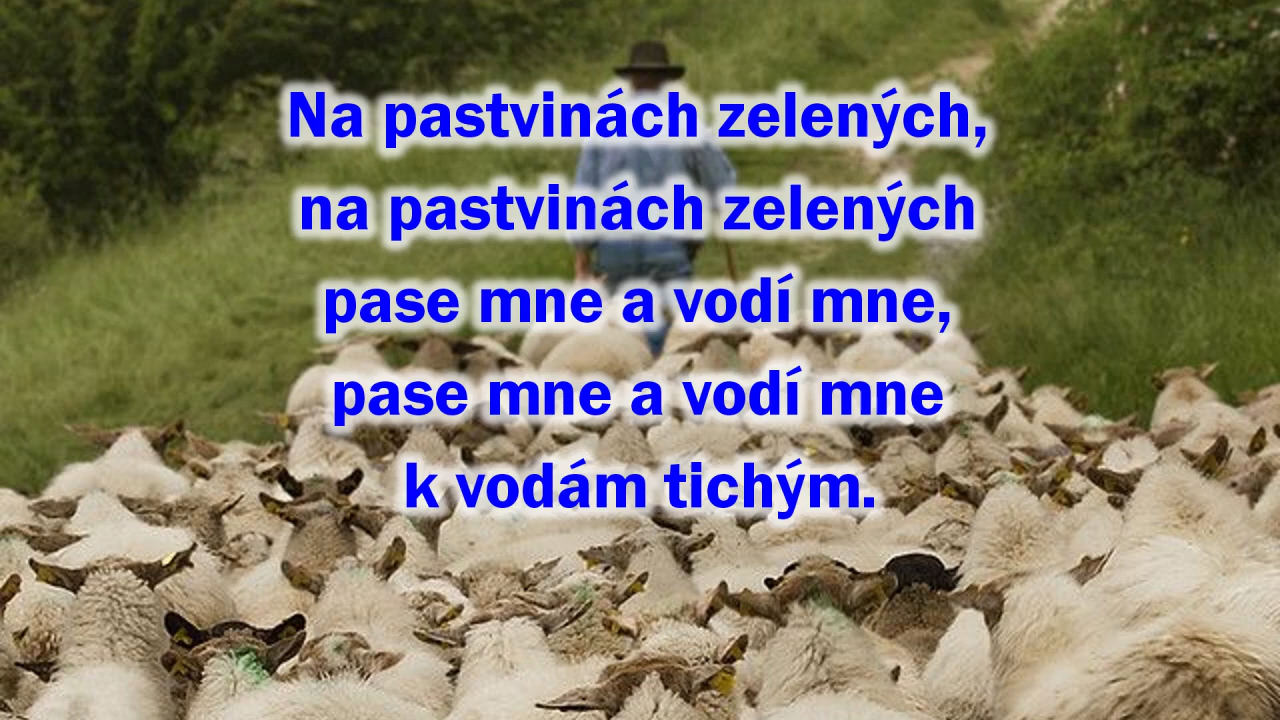 Na pastvinách zelených,
na pastvinách zelených
pase mne a vodí mne,
pase mne a vodí mne
k vodám tichým.